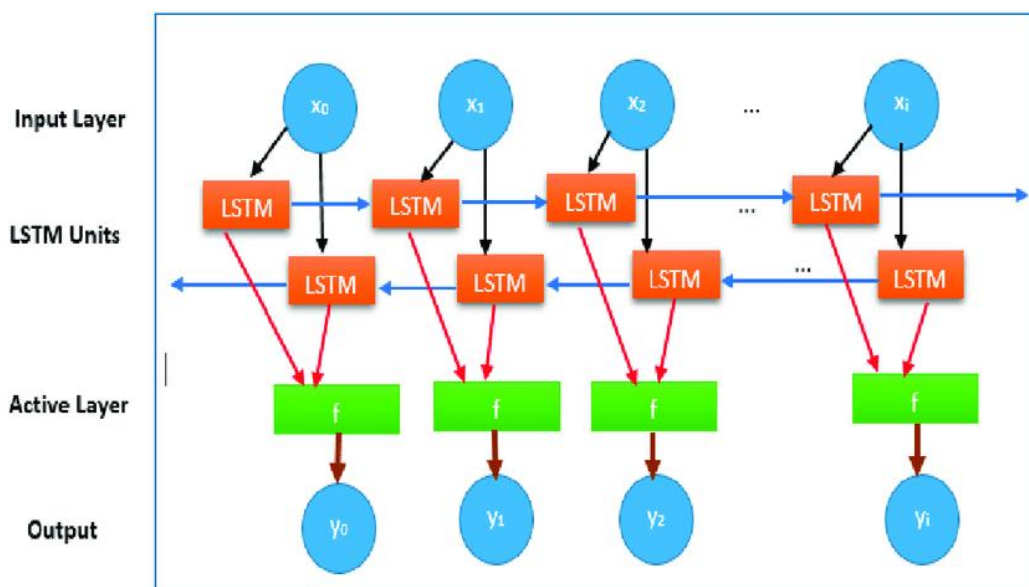 Input Layer
x₀ x₁ x₂ ... xᵢ
LSTM LSTM LSTM ... LSTM
LSTM Units
LSTM LSTM LSTM ... LSTM
Active Layer
f f f f
Output
y₀ y₁ y₂ yᵢ